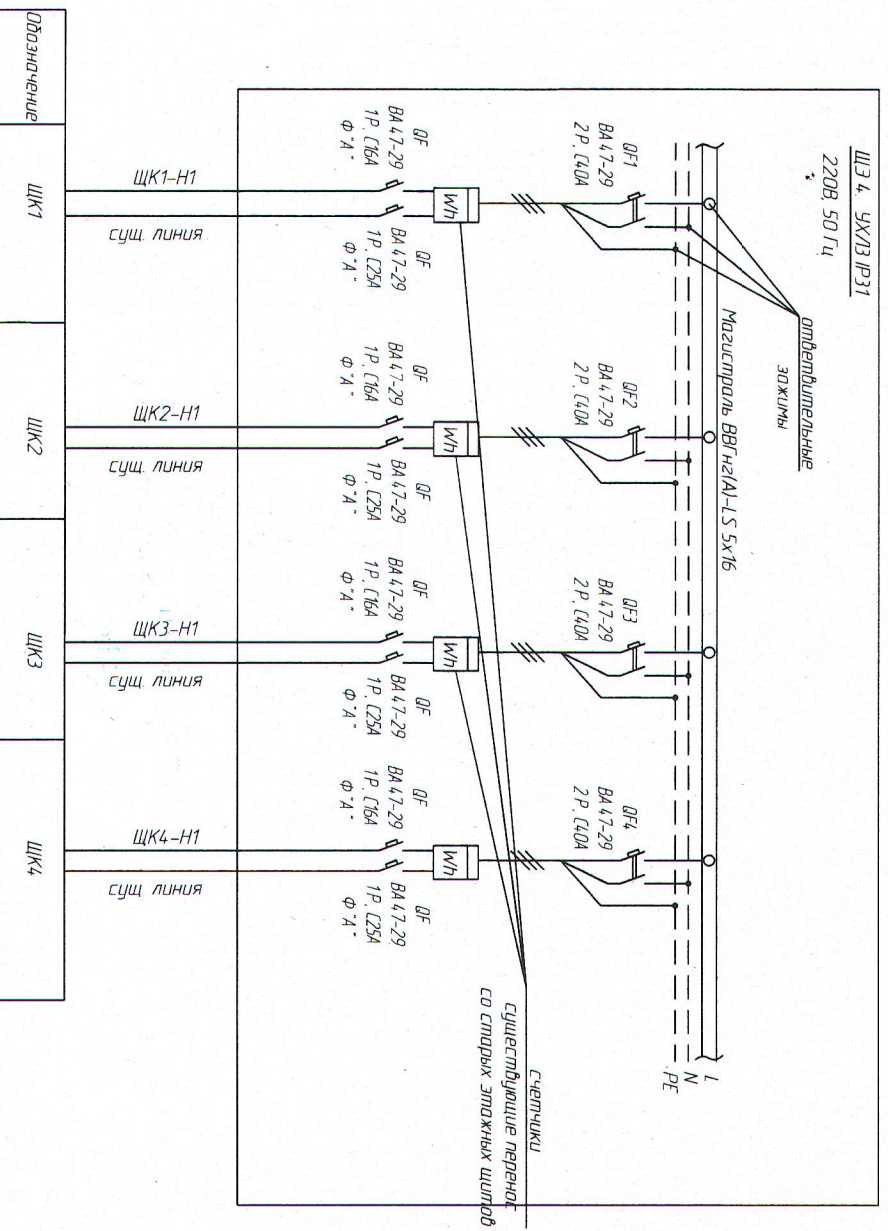 ЩЭ 4. УХЛ3 IP31
220В, 50 Гц
*
ответвительные
зажимы
Магистраль ВВГнг(А)-LS 5х16
L
N
PE
QF1
ВА 47-29
2 Р, С40А
QF2
ВА 47-29
2 Р, С40А
QF3
ВА 47-29
2 Р, С40А
QF4
ВА 47-29
2 Р, С40А
счетчики
существующие перенос
со старых этажных щитов
Wh
Wh
Wh
Wh
QF
ВА 47-29
1Р, С16А
Ф"А"
QF
ВА 47-29
1Р, С25А
Ф"А"
QF
ВА 47-29
1Р, С16А
Ф"А"
QF
ВА 47-29
1Р, С25А
Ф"А"
QF
ВА 47-29
1Р, С16А
Ф"А"
QF
ВА 47-29
1Р, С25А
Ф"А"
QF
ВА 47-29
1Р, С16А
Ф"А"
QF
ВА 47-29
1Р, С25А
Ф"А"
ЩК1-Н1
сущ. линия
ЩК2-Н1
сущ. линия
ЩК3-Н1
сущ. линия
ЩК4-Н1
сущ. линия
Обозначение
ЩК1
ЩК2
ЩК3
ЩК4